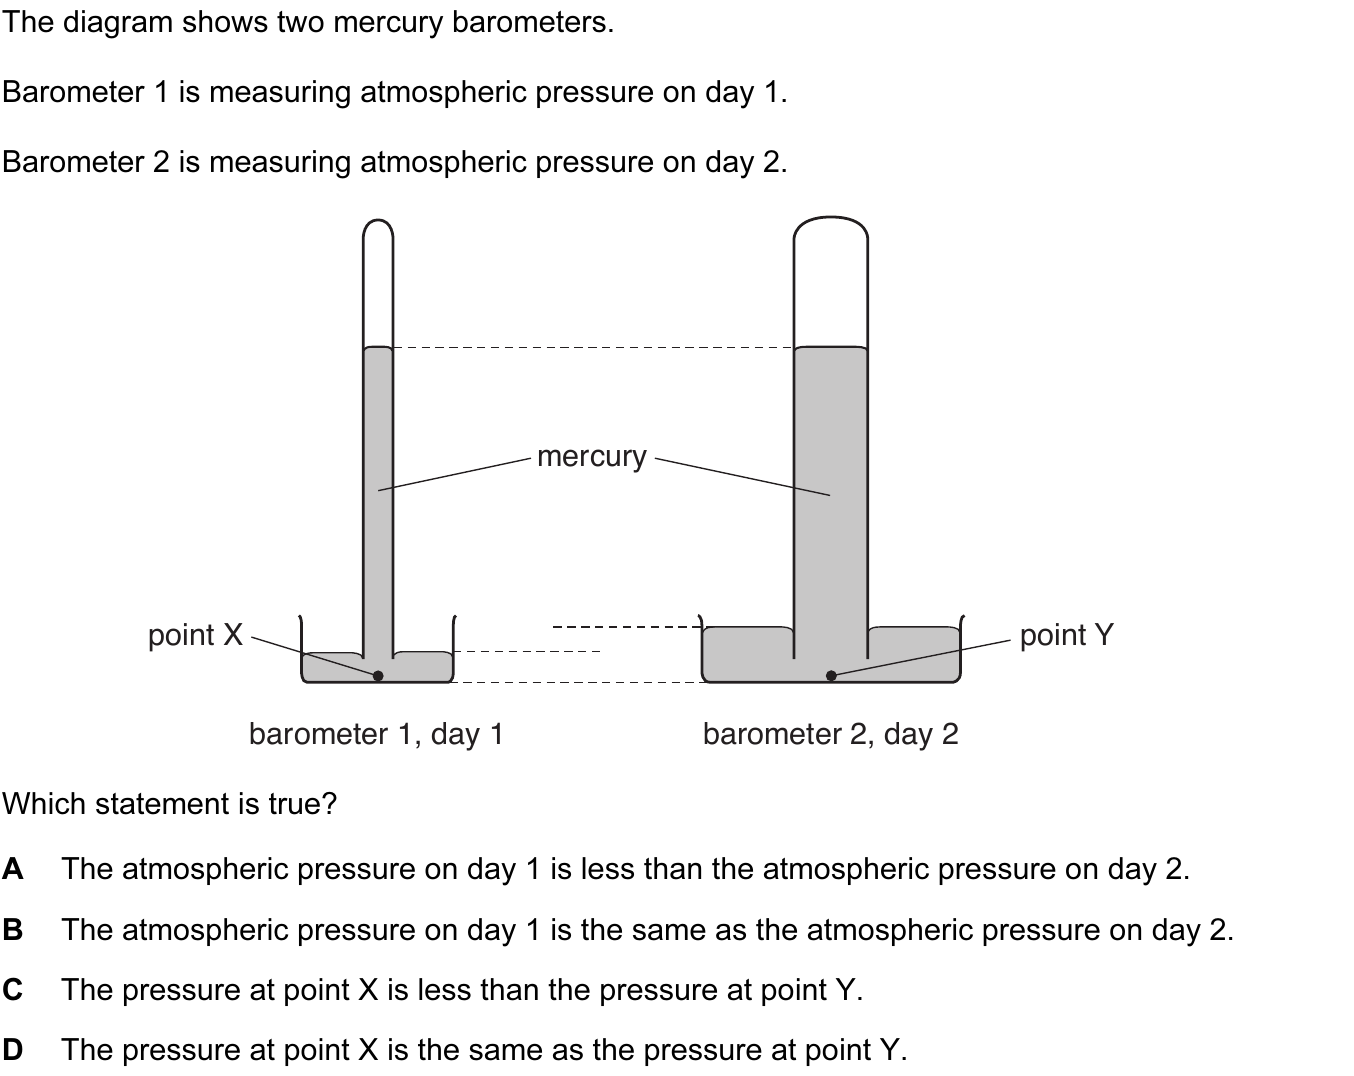 The diagram shows two mercury barometers.
Barometer 1 is measuring atmospheric pressure on day 1.
Barometer 2 is measuring atmospheric pressure on day 2.
mercury
point X
point Y
barometer 1, day 1
barometer 2, day 2
Which statement is true?
A The atmospheric pressure on day 1 is less than the atmospheric pressure on day 2.
B The atmospheric pressure on day 1 is the same as the atmospheric pressure on day 2.
C The pressure at point X is less than the pressure at point Y.
D The pressure at point X is the same as the pressure at point Y.